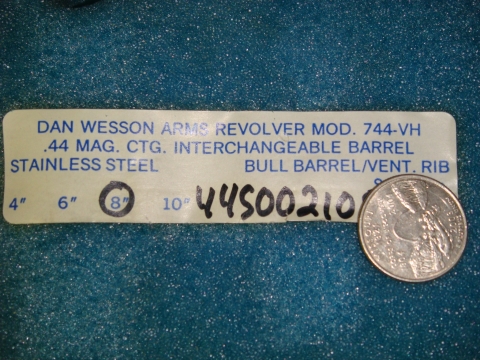 DAN WESSON ARMS REVOLVER MOD. 744-VH
.44 MAG. CTG. INTERCHANGEABLE BARREL
STAINLESS STEEL BULL BARREL/VENT. RIB
4" 6" 8" 10" 44S00210